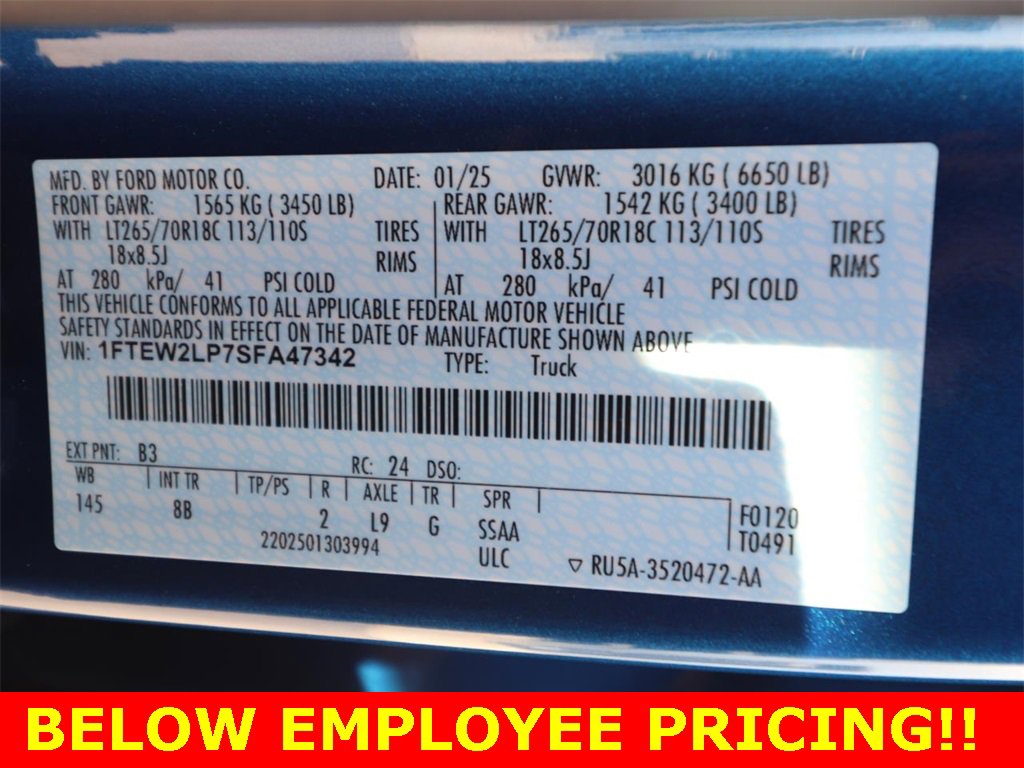 MFD. BY FORD MOTOR CO. DATE: 01/25 GVWR: 3016 KG ( 6650 LB)
FRONT GAWR: 1565 KG ( 3450 LB) REAR GAWR: 1542 KG ( 3400 LB)
WITH LT265/70R18C 113/110S TIRES WITH LT265/70R18C 113/110S TIRES
18x8.5J RIMS 18x8.5J RIMS
AT 280 kPa/ 41 PSI COLD AT 280 kPa/ 41 PSI COLD
THIS VEHICLE CONFORMS TO ALL APPLICABLE FEDERAL MOTOR VEHICLE
SAFETY STANDARDS IN EFFECT ON THE DATE OF MANUFACTURE SHOWN ABOVE
VIN: 1FTEW2LP7SFA47342 TYPE: Truck
EXT PNT: B3 RC: 24 DSO:
WB INT TR TP/PS R AXLE TR SPR
145 8B 2 L9 G SSAA F0120
2202501303994 ULC T0491
▽ RU5A-3520472-AA
BELOW EMPLOYEE PRICING!!